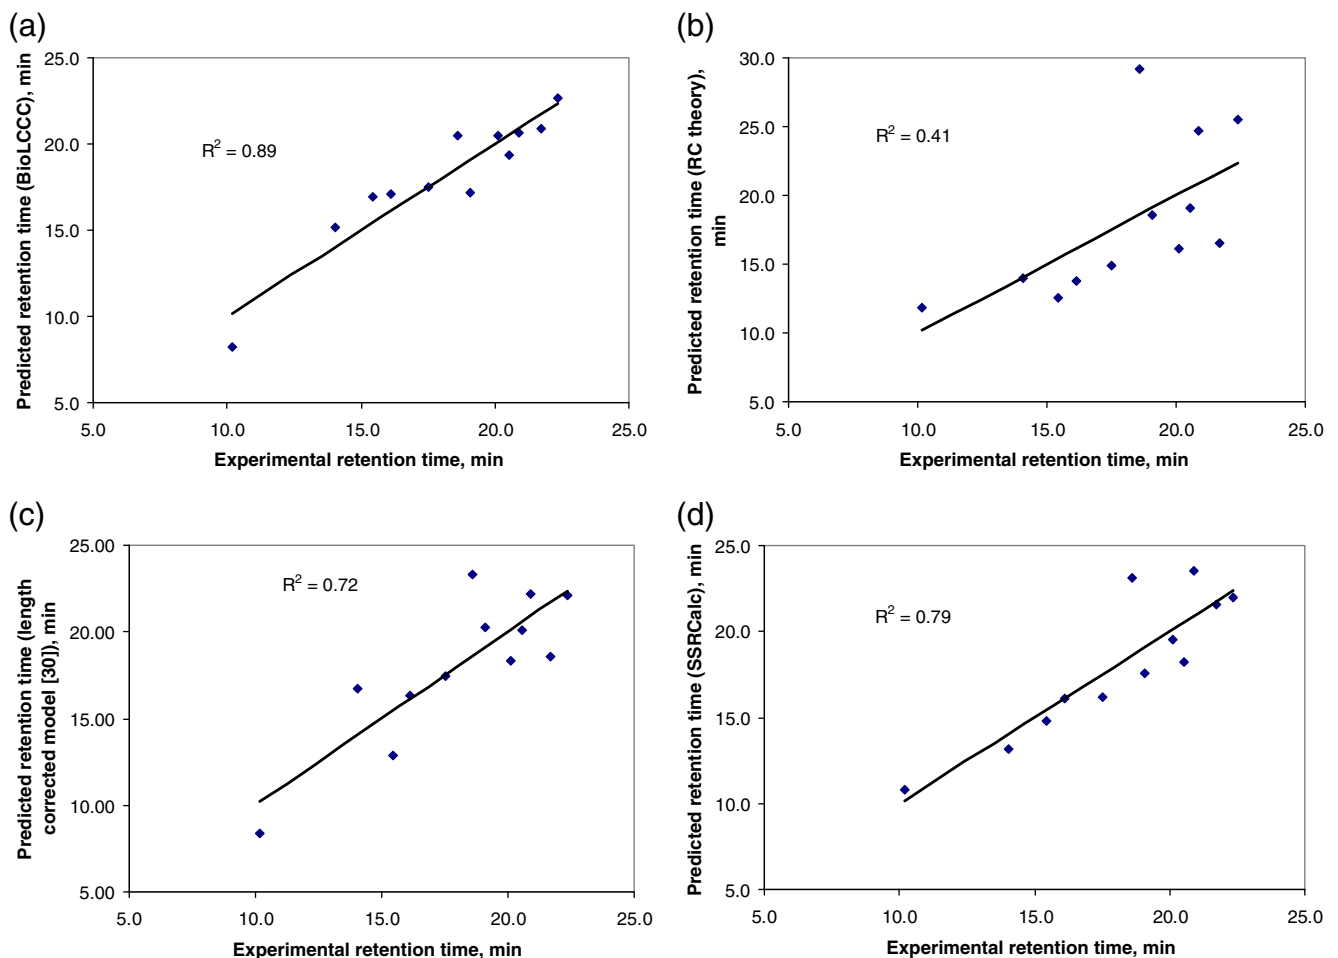 (a)
Predicted retention time (BioLCCC), min
25.0
20.0
15.0
10.0
5.0
R² = 0.89
5.0 10.0 15.0 20.0 25.0
Experimental retention time, min
(b)
Predicted retention time (RC theory),
min
30.0
25.0
20.0
15.0
10.0
5.0
R² = 0.41
5.0 10.0 15.0 20.0 25.0
Experimental retention time, min
(c)
Predicted retention time (length
corrected model [30]), min
25.00
20.00
15.00
10.00
5.00
R² = 0.72
5.0 10.0 15.0 20.0 25.0
Experimental retention time, min
(d)
Predicted retention time (SSRCalc), min
25.0
20.0
15.0
10.0
5.0
R² = 0.79
5.0 10.0 15.0 20.0 25.0
Experimental retention time, min